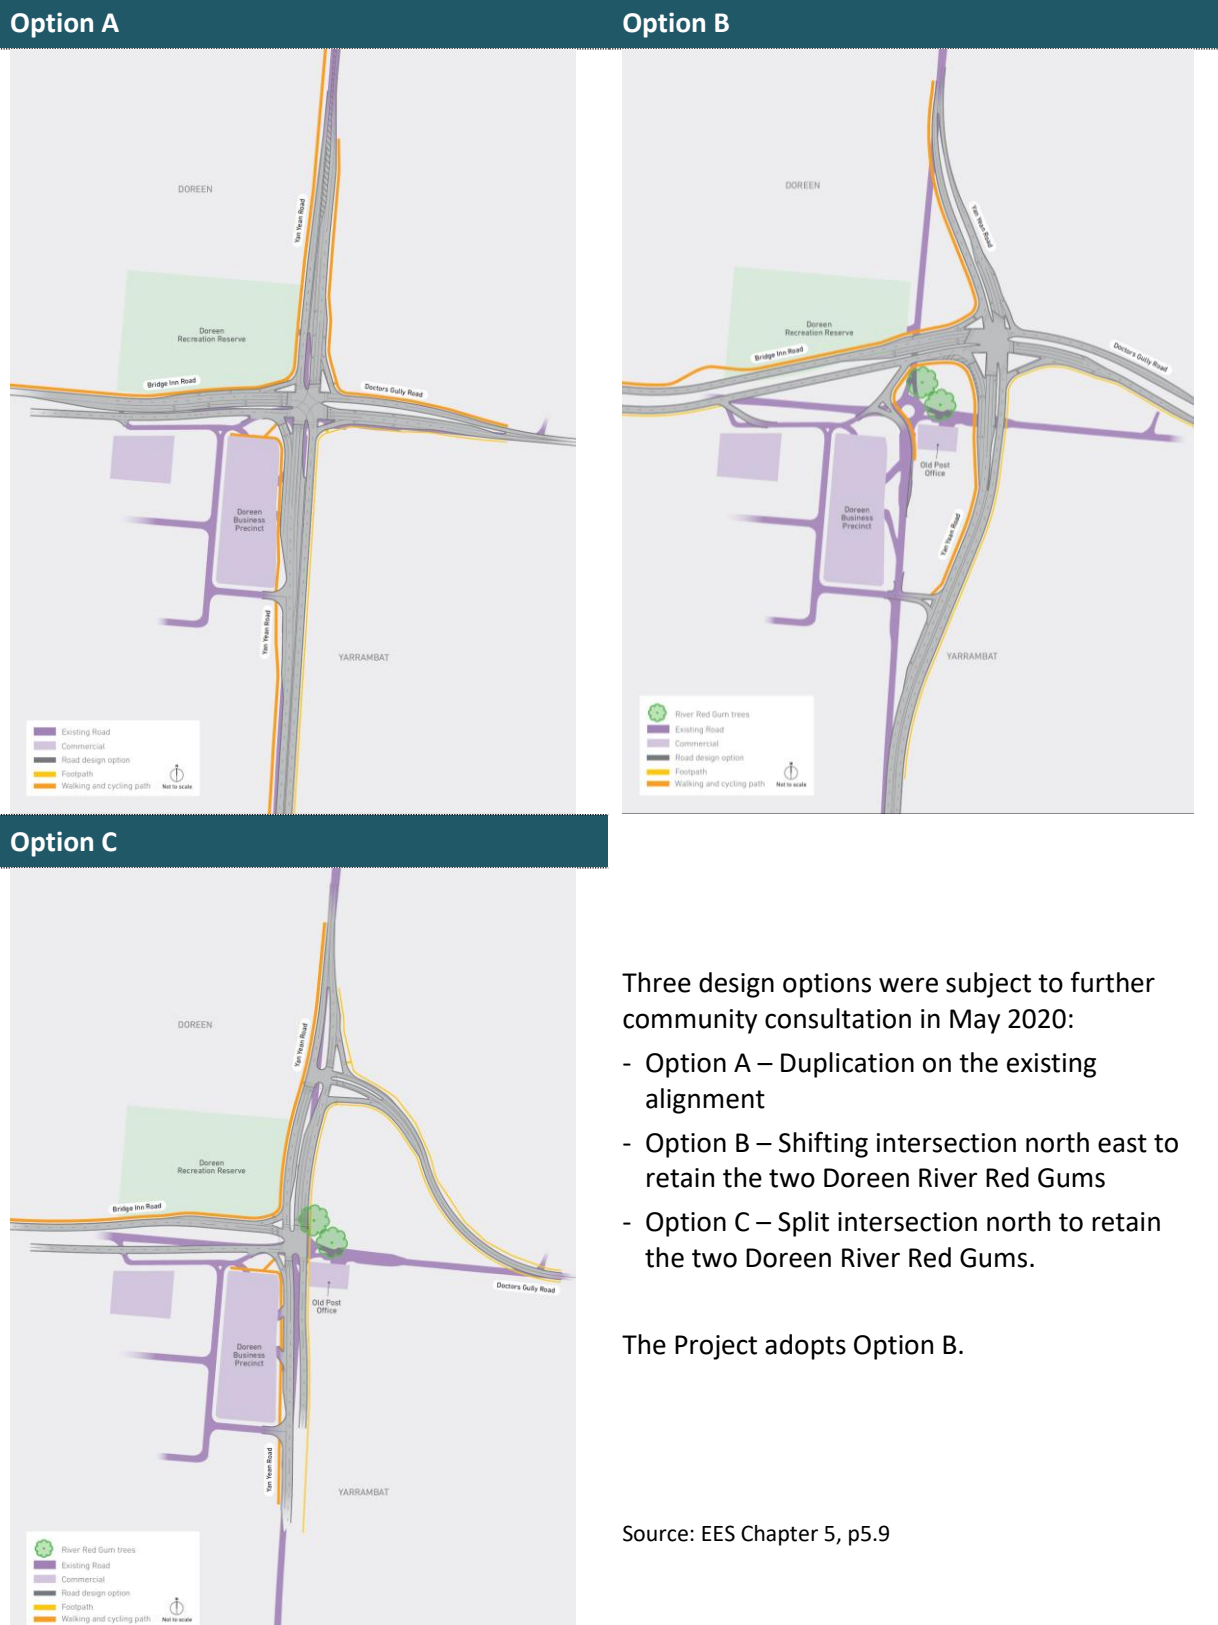 Option A
DOREEN
Yan Yean Road
Doreen
Recreation Reserve
Bridge Inn Road
Doctors Gully Road
Doreen
Business
Precinct
Yan Yean Road
YARRAMBAT
Existing Road
Commercial
Road design option
Footpath
Walking and cycling path
Not to scale
Option B
DOREEN
Yan Yean Road
Doreen
Recreation Reserve
Bridge Inn Road
Doctors Gully Road
Old Post
Office
Doreen
Business
Precinct
Yan Yean Road
YARRAMBAT
River Red Gum trees
Existing Road
Commercial
Road design option
Footpath
Walking and cycling path
Not to scale
Option C
DOREEN
Yan Yean Road
Doreen
Recreation Reserve
Bridge Inn Road
Doctors Gully Road
Old Post
Office
Doreen
Business
Precinct
Yan Yean Road
YARRAMBAT
River Red Gum trees
Existing Road
Commercial
Road design option
Footpath
Walking and cycling path
Not to scale
Three design options were subject to further
community consultation in May 2020:
- Option A – Duplication on the existing
alignment
- Option B – Shifting intersection north east to
retain the two Doreen River Red Gums
- Option C – Split intersection north to retain
the two Doreen River Red Gums.
The Project adopts Option B.
Source: EES Chapter 5, p5.9